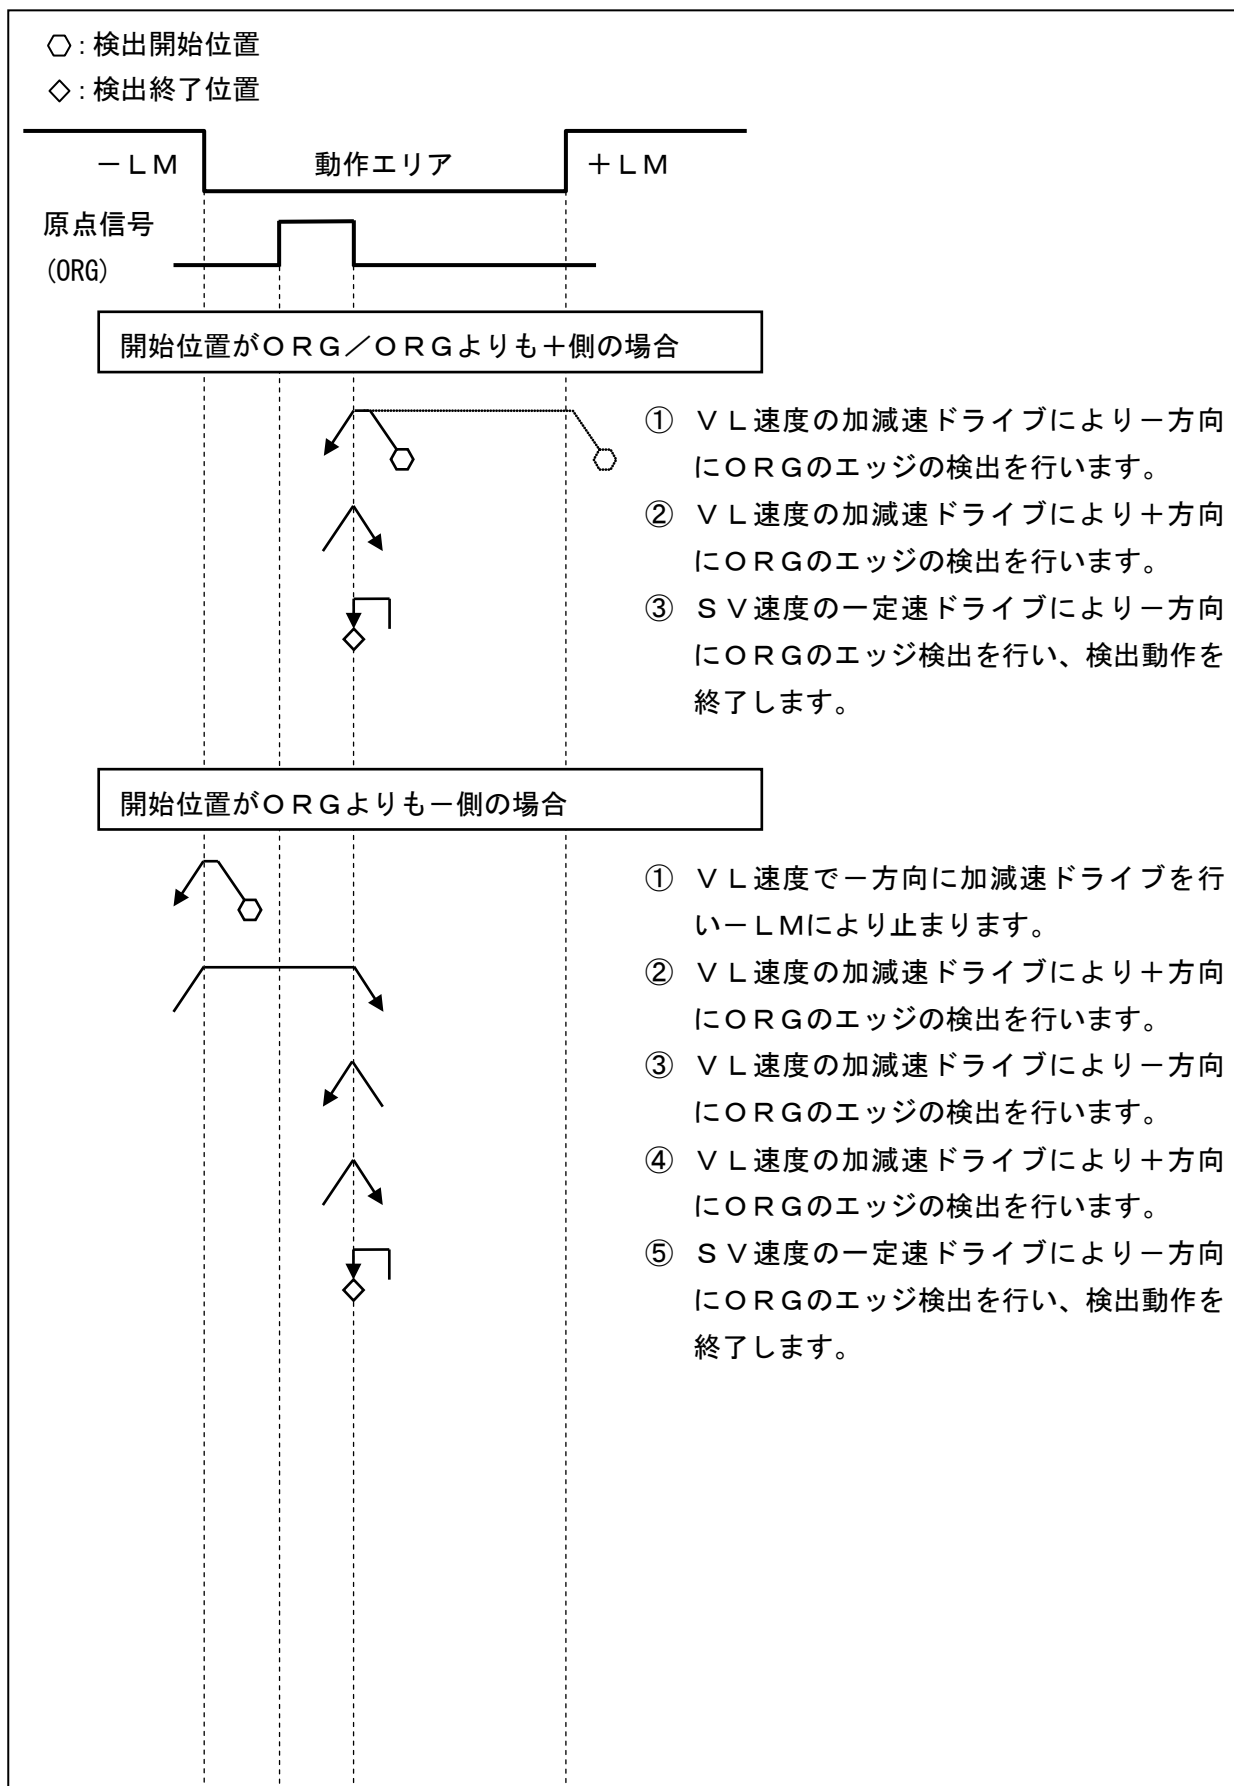 ：検出開始位置
：検出終了位置
－ＬＭ 動作エリア ＋ＬＭ
原点信号
(ORG)
開始位置がＯＲＧ／ＯＲＧよりも＋側の場合
① ＶＬ速度の加減速ドライブにより－方向
にＯＲＧのエッジの検出を行います。
② ＶＬ速度の加減速ドライブにより＋方向
にＯＲＧのエッジの検出を行います。
③ ＳＶ速度の一定速ドライブにより－方向
にＯＲＧのエッジ検出を行い、検出動作を
終了します。
開始位置がＯＲＧよりも－側の場合
① ＶＬ速度で－方向に加減速ドライブを行
い－ＬＭにより止まります。
② ＶＬ速度の加減速ドライブにより＋方向
にＯＲＧのエッジの検出を行います。
③ ＶＬ速度の加減速ドライブにより－方向
にＯＲＧのエッジの検出を行います。
④ ＶＬ速度の加減速ドライブにより＋方向
にＯＲＧのエッジの検出を行います。
⑤ ＳＶ速度の一定速ドライブにより－方向
にＯＲＧのエッジ検出を行い、検出動作を
終了します。